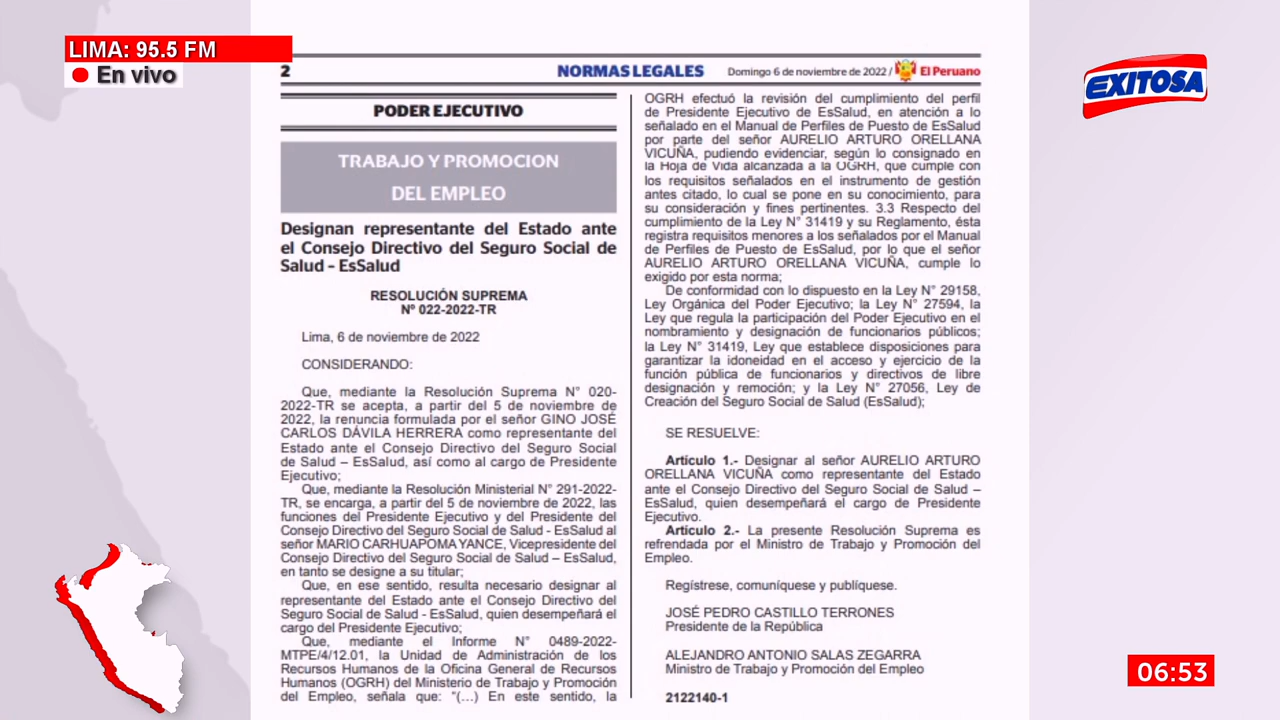 LIMA: 95.5 FM
En vivo
EXITOSA
2
NORMAS LEGALES
Domingo 6 de noviembre de 2022 /
El Peruano
PODER EJECUTIVO
TRABAJO Y PROMOCION
DEL EMPLEO
Designan representante del Estado ante
el Consejo Directivo del Seguro Social de
Salud - EsSalud
RESOLUCIÓN SUPREMA
Nº 022-2022-TR
Lima, 6 de noviembre de 2022
CONSIDERANDO:
Que, mediante la Resolución Suprema N° 020-
2022-TR se acepta, a partir del 5 de noviembre de
2022, la renuncia formulada por el señor GINO JOSÉ
CARLOS DÁVILA HERRERA como representante del
Estado ante el Consejo Directivo del Seguro Social
de Salud – EsSalud, así como al cargo de Presidente
Ejecutivo;
Que, mediante la Resolución Ministerial N° 291-2022-
TR, se encarga, a partir del 5 de noviembre de 2022, las
funciones del Presidente Ejecutivo y del Presidente del
Consejo Directivo del Seguro Social de Salud - EsSalud al
señor MARIO CARHUAPOMA YANCE, Vicepresidente del
Consejo Directivo del Seguro Social de Salud – EsSalud,
en tanto se designe a su titular;
Que, en ese sentido, resulta necesario designar al
representante del Estado ante el Consejo Directivo del
Seguro Social de Salud - EsSalud, quien desempeñará el
cargo del Presidente Ejecutivo;
Que, mediante el Informe N° 0489-2022-
MTPE/4/12.01, la Unidad de Administración de los
Recursos Humanos de la Oficina General de Recursos
Humanos (OGRH) del Ministerio de Trabajo y Promoción
del Empleo, señala que: "(...) En este sentido, la
OGRH efectuó la revisión del cumplimiento del perfil
de Presidente Ejecutivo de EsSalud, en atención a lo
señalado en el Manual de Perfiles de Puesto de EsSalud
por parte del señor AURELIO ARTURO ORELLANA
VICUÑA, pudiendo evidenciar, según lo consignado en
la Hoja de Vida alcanzada a la OGRH, que cumple con
los requisitos señalados en el instrumento de gestión
antes citado, lo cual se pone en su conocimiento, para
su consideración y fines pertinentes. 3.3 Respecto del
cumplimiento de la Ley N° 31419 y su Reglamento, ésta
registra requisitos menores a los señalados por el Manual
de Perfiles de Puesto de EsSalud, por lo que el señor
AURELIO ARTURO ORELLANA VICUÑA, cumple lo
exigido por esta norma;
De conformidad con lo dispuesto en la Ley N° 29158,
Ley Orgánica del Poder Ejecutivo; la Ley N° 27594, la
Ley que regula la participación del Poder Ejecutivo en el
nombramiento y designación de funcionarios públicos;
la Ley N° 31419, Ley que establece disposiciones para
garantizar la idoneidad en el acceso y ejercicio de la
función pública de funcionarios y directivos de libre
designación y remoción; y la Ley N° 27056, Ley de
Creación del Seguro Social de Salud (EsSalud);
SE RESUELVE:
Artículo 1.- Designar al señor AURELIO ARTURO
ORELLANA VICUÑA como representante del Estado
ante el Consejo Directivo del Seguro Social de Salud –
EsSalud, quien desempeñará el cargo de Presidente
Ejecutivo.
Artículo 2.- La presente Resolución Suprema es
refrendada por el Ministro de Trabajo y Promoción del
Empleo.
Regístrese, comuníquese y publíquese.
JOSÉ PEDRO CASTILLO TERRONES
Presidente de la República
ALEJANDRO ANTONIO SALAS ZEGARRA
Ministro de Trabajo y Promoción del Empleo
2122140-1
06:53